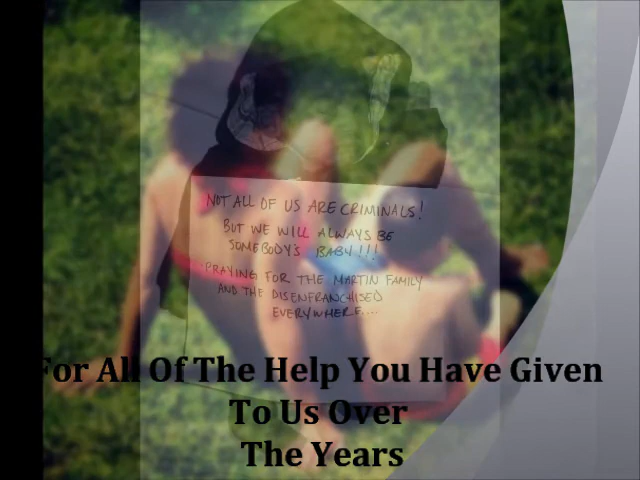 NOT ALL OF US ARE CRIMINALS!
BUT WE WILL ALWAYS BE
SOMEBODY'S BABY!!!
PRAYING FOR THE MARTIN FAMILY
AND THE DISENFRANCHISED
EVERYWHERE....
For All Of The Help You Have Given
To Us Over
The Years